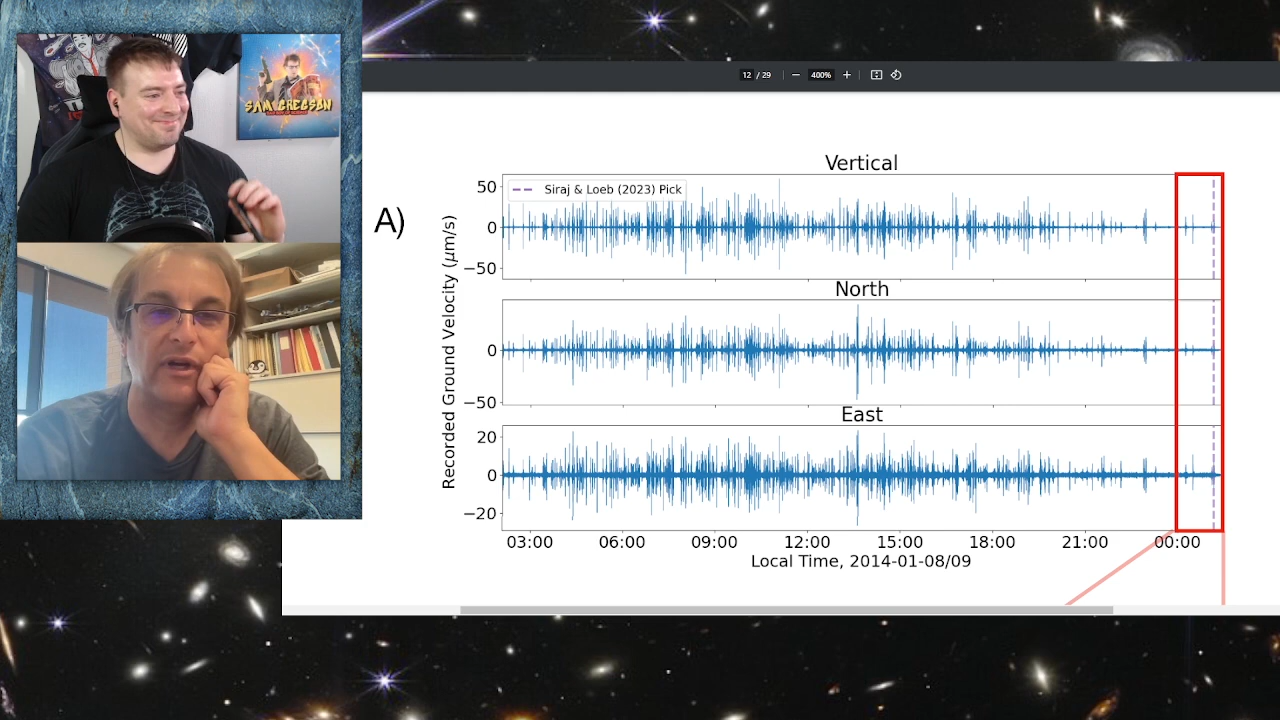 SAM GREGSON
12 / 29 − 400% +
A)
Vertical
Siraj & Loeb (2023) Pick
50
0
−50
North
0
−50
East
20
0
−20
Recorded Ground Velocity (μm/s)
03:00 06:00 09:00 12:00 15:00 18:00 21:00 00:00
Local Time, 2014-01-08/09